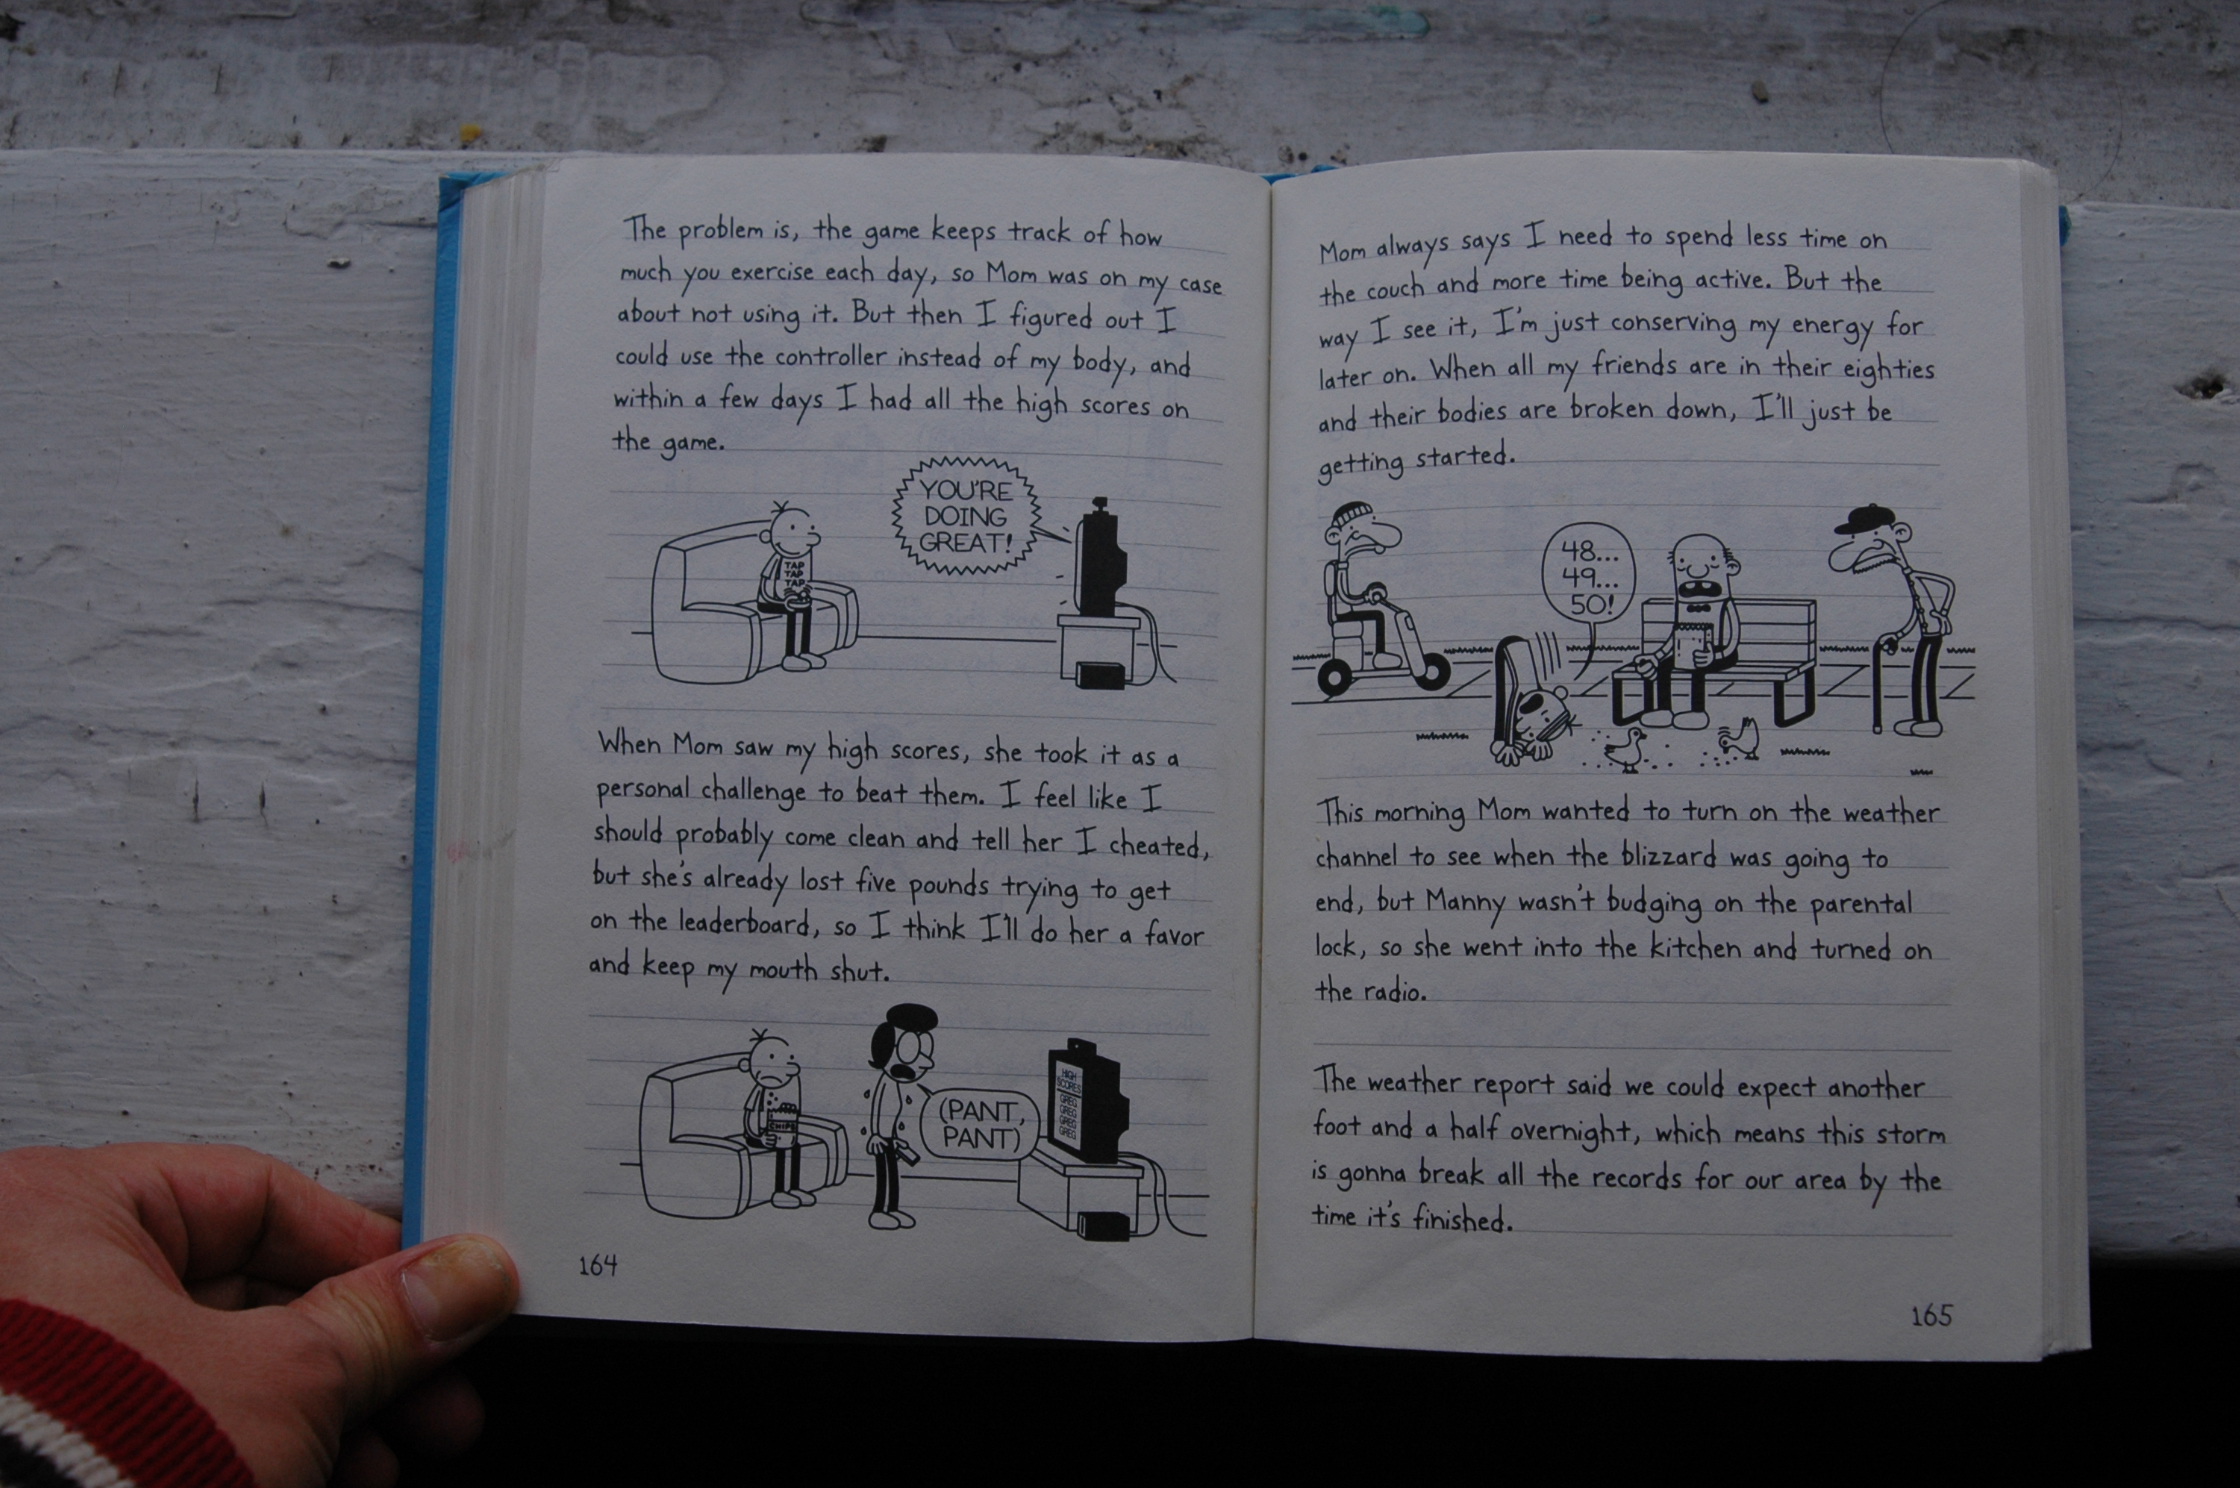 The problem is, the game keeps track of how
much you exercise each day, so Mom was on my case
about not using it. But then I figured out I
could use the controller instead of my body, and
within a few days I had all the high scores on
the game.
YOU'RE
DOING
GREAT!
TAP
TAP
TAP
When Mom saw my high scores, she took it as a
personal challenge to beat them. I feel like I
should probably come clean and tell her I cheated,
but she's already lost five pounds trying to get
on the leaderboard, so I think I'll do her a favor
and keep my mouth shut.
(PANT,
PANT)
HIGH
SCORES
GREG
GREG
GREG
GREG
CHIPS
164
Mom always says I need to spend less time on
the couch and more time being active. But the
way I see it, I'm just conserving my energy for
later on. When all my friends are in their eighties
and their bodies are broken down, I'll just be
getting started.
48...
49...
50!
This morning Mom wanted to turn on the weather
channel to see when the blizzard was going to
end, but Manny wasn't budging on the parental
lock, so she went into the kitchen and turned on
the radio.
The weather report said we could expect another
foot and a half overnight, which means this storm
is gonna break all the records for our area by the
time it's finished.
165